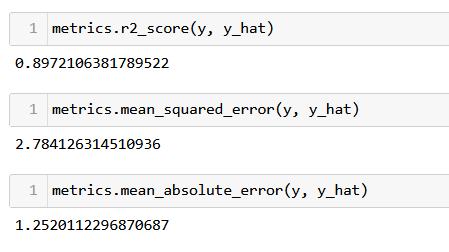 1 metrics.r2_score(y, y_hat)
0.8972106381789522
1 metrics.mean_squared_error(y, y_hat)
2.784126314510936
1 metrics.mean_absolute_error(y, y_hat)
1.2520112296870687